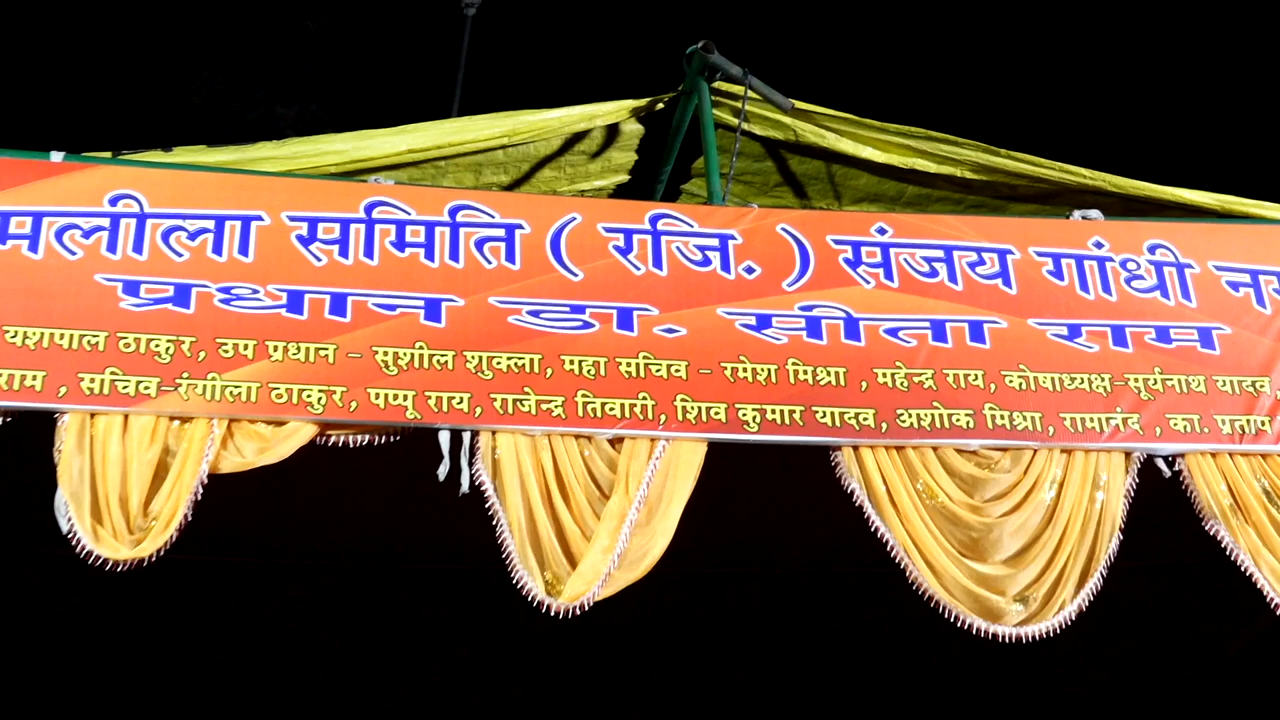 मलीला समिति ( रजि. ) संजय गांधी
प्रधान डा. सीता राम
यशपाल ठाकुर, उप प्रधान - सुशील शुक्ला, महा सचिव - रमेश मिश्रा , महेन्द्र राय, कोषाध्यक्ष-सूर्यनाथ यादव,
राम , सचिव-रंगीला ठाकुर, पप्पू राय, राजेन्द्र तिवारी, शिव कुमार यादव, अशोक मिश्रा, रामानंद , का. प्रताप